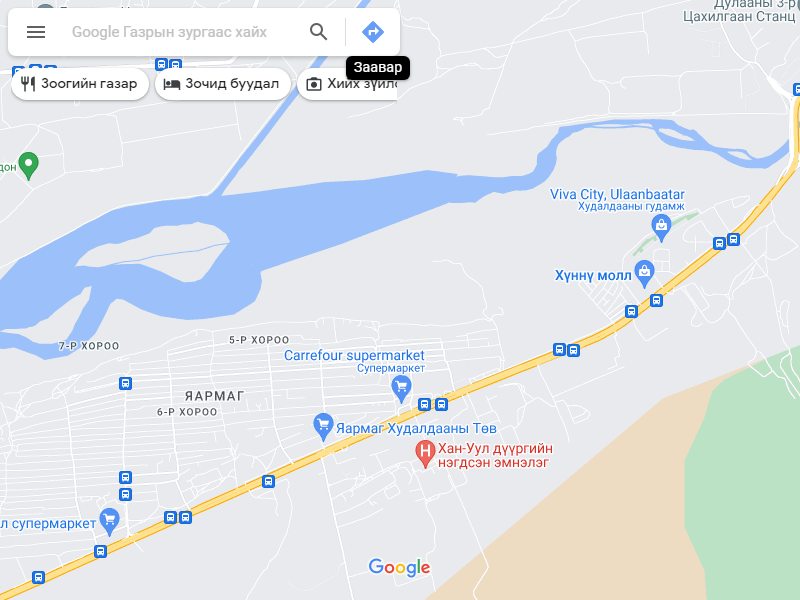 Дулааны 3-р
Цахилгаан Станц
Google Газрын зургаас хайх
Заавар
Зоогийн газар
Зочид буудал
Хийх зүйлс
дон
Viva City, Ulaanbaatar
Худалдааны гудамж
Хүннү молл
7-Р ХОРОО
5-Р ХОРОО
Carrefour supermarket
Супермаркет
ЯАРМАГ
6-Р ХОРОО
Яармаг Худалдааны Төв
Хан-Уул дүүргийн
нэгдсэн эмнэлэг
л супермаркет
Google